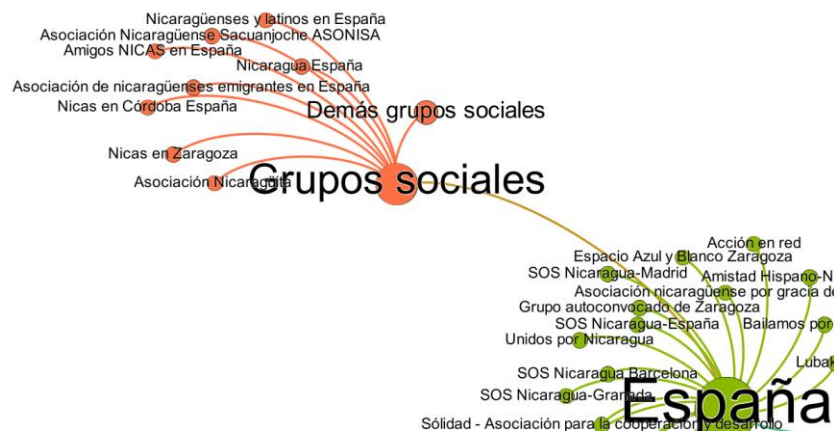 Nicaragüenses y latinos en España
Asociación Nicaragüense Sacuanjoche ASONISA
Amigos NICAS en España
Nicaragua España
Asociación de nicaragüenses emigrantes en España
Nicas en Córdoba España
Demás grupos sociales
Nicas en Zaragoza
Asociación Nicaragüita
Grupos sociales
Acción en red
Espacio Azul y Blanco Zaragoza
SOS Nicaragua-Madrid
Amistad Hispano-N
Asociación nicaragüense por gracia de
Grupo autoconvocado de Zaragoza
SOS Nicaragua-España
Bailamos por
Unidos por Nicaragua
Lubak
SOS Nicaragua Barcelona
SOS Nicaragua-Granada
España
Sólidad - Asociación para la cooperación y desarrollo